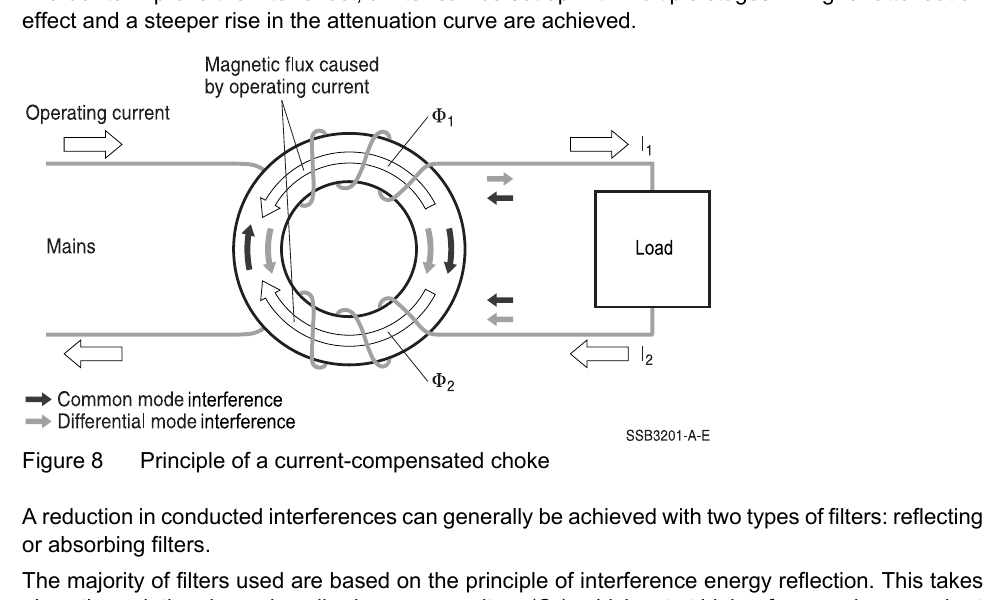 effect and a steeper rise in the attenuation curve are achieved.
Magnetic flux caused
by operating current
Operating current
Φ1
I1
Mains
Load
I2
Φ2
Common mode interference
Differential mode interference
SSB3201-A-E
Figure 8 Principle of a current-compensated choke
A reduction in conducted interferences can generally be achieved with two types of filters: reflecting
or absorbing filters.
The majority of filters used are based on the principle of interference energy reflection. This takes